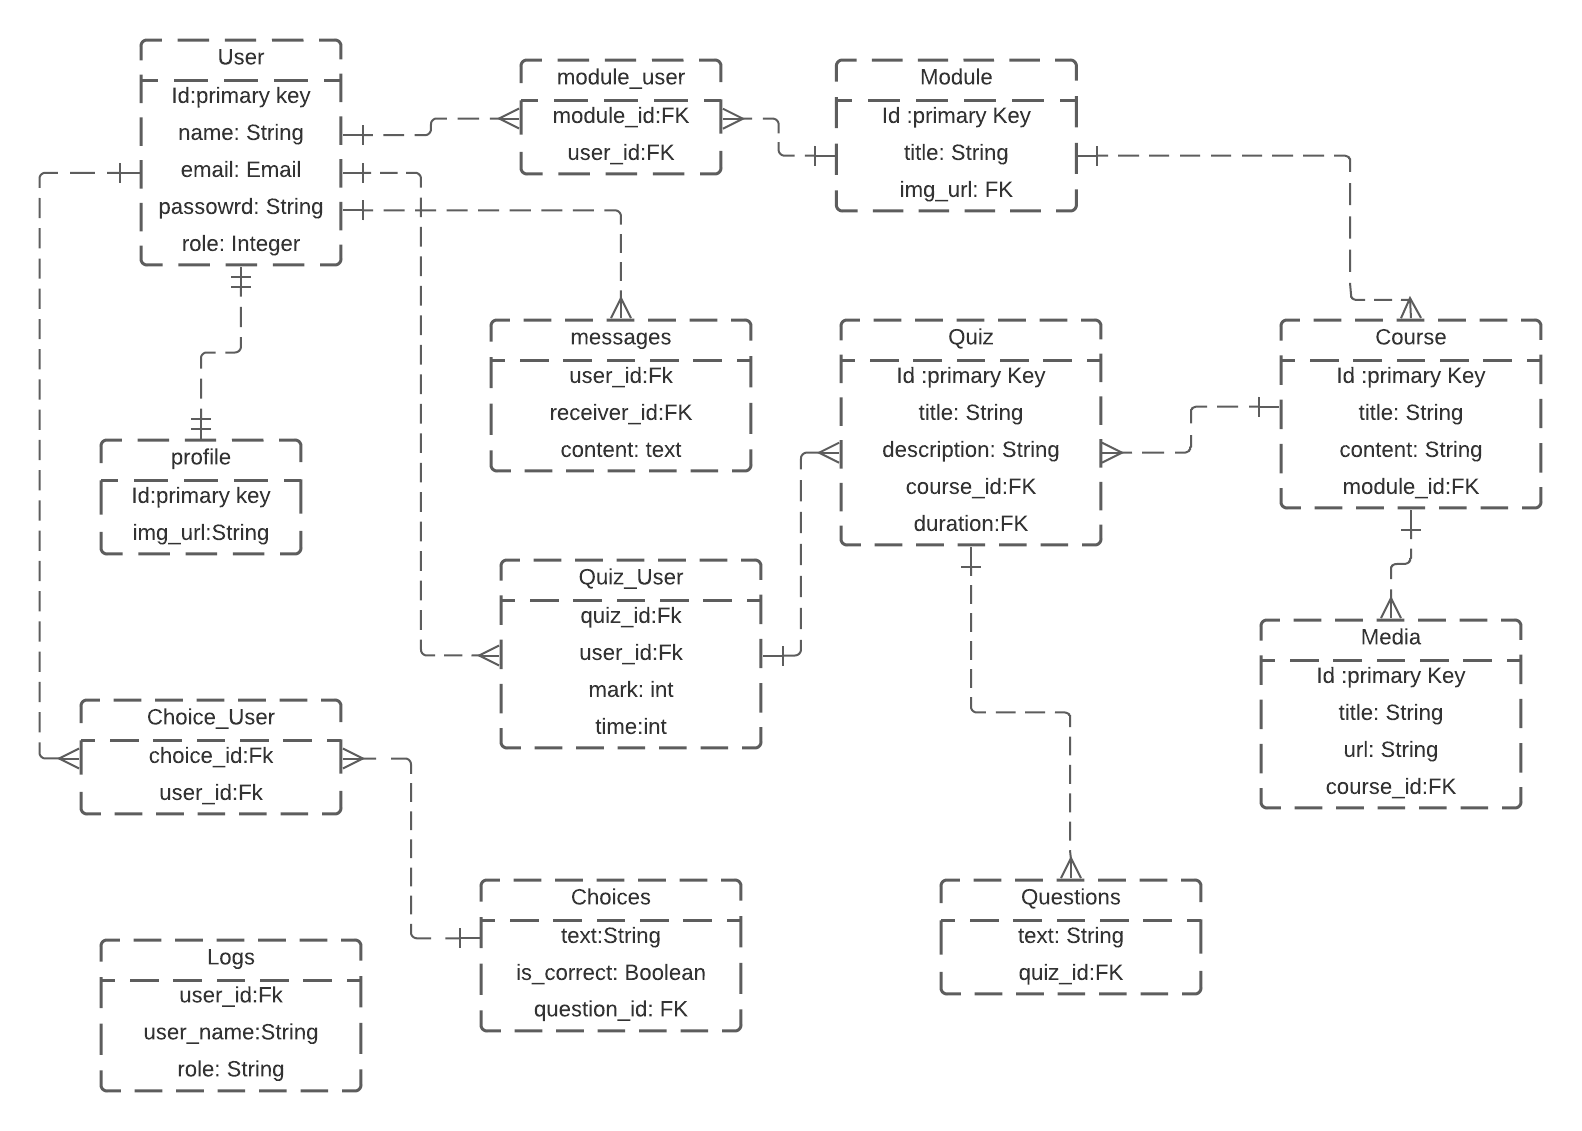 User
Id:primary key
name: String
email: Email
passowrd: String
role: Integer
module_user
module_id:FK
user_id:FK
Module
Id :primary Key
title: String
img_url: FK
messages
user_id:Fk
receiver_id:FK
content: text
Quiz
Id :primary Key
title: String
description: String
course_id:FK
duration:FK
Course
Id :primary Key
title: String
content: String
module_id:FK
profile
Id:primary key
img_url:String
Quiz_User
quiz_id:Fk
user_id:Fk
mark: int
time:int
Media
Id :primary Key
title: String
url: String
course_id:FK
Choice_User
choice_id:Fk
user_id:Fk
Choices
text:String
is_correct: Boolean
question_id: FK
Questions
text: String
quiz_id:FK
Logs
user_id:Fk
user_name:String
role: String